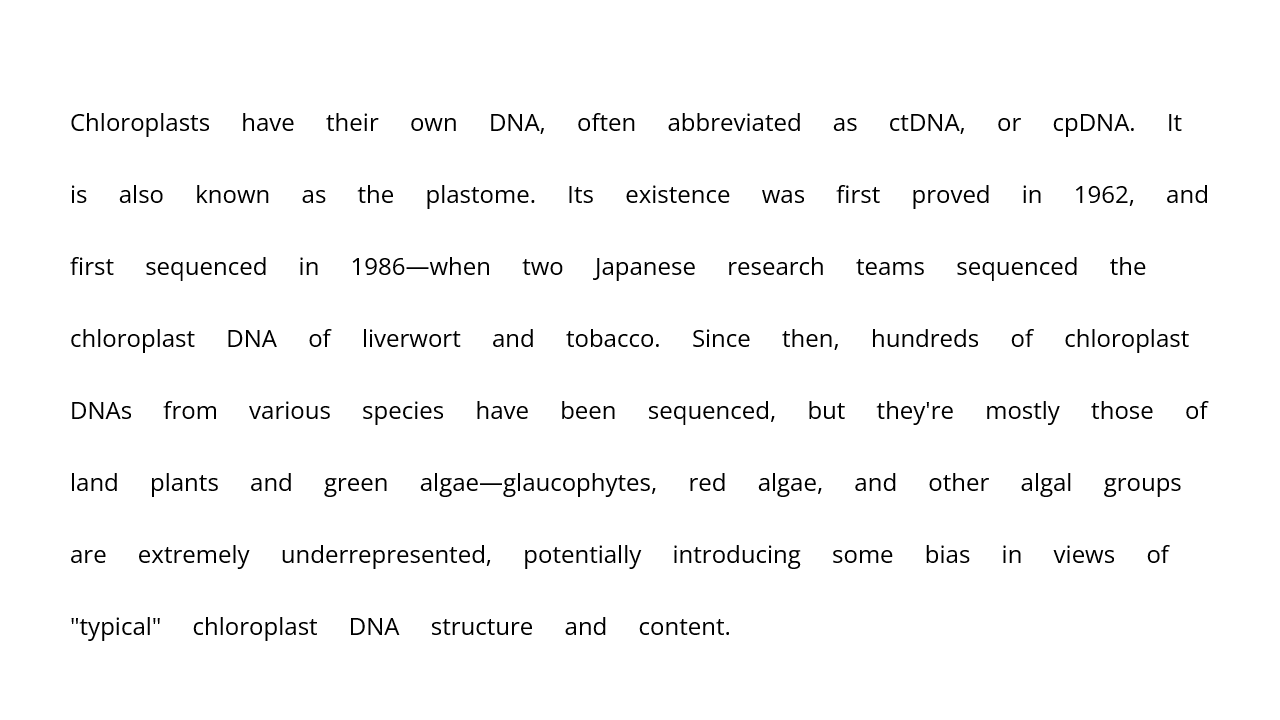 Chloroplasts have their own DNA, often abbreviated as ctDNA, or cpDNA. It
is also known as the plastome. Its existence was first proved in 1962, and
first sequenced in 1986—when two Japanese research teams sequenced the
chloroplast DNA of liverwort and tobacco. Since then, hundreds of chloroplast
DNAs from various species have been sequenced, but they're mostly those of
land plants and green algae—glaucophytes, red algae, and other algal groups
are extremely underrepresented, potentially introducing some bias in views of
"typical" chloroplast DNA structure and content.